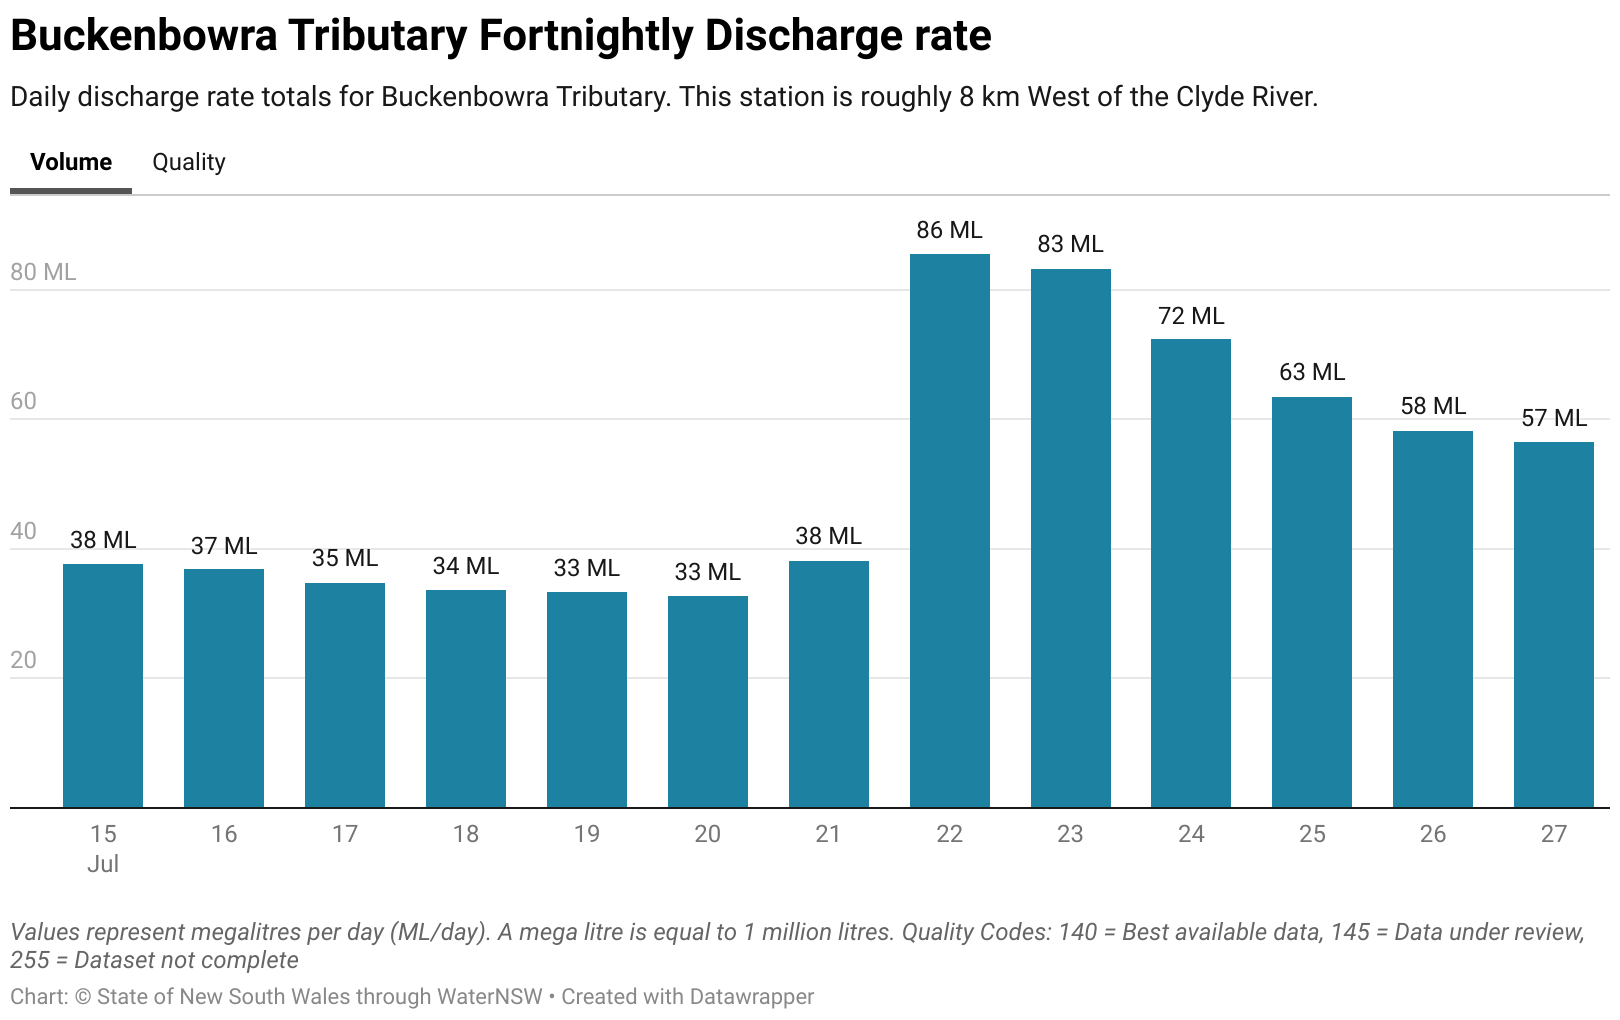 Buckenbowra Tributary Fortnightly Discharge rate
Daily discharge rate totals for Buckenbowra Tributary. This station is roughly 8 km West of the Clyde River.
Volume Quality
86 ML
83 ML
80 ML
72 ML
63 ML
60
58 ML
57 ML
40
38 ML
37 ML
35 ML
34 ML
33 ML
33 ML
38 ML
20
15 16 17 18 19 20 21 22 23 24 25 26 27
Jul
Values represent megalitres per day (ML/day). A mega litre is equal to 1 million litres. Quality Codes: 140 = Best available data, 145 = Data under review,
255 = Dataset not complete
Chart: © State of New South Wales through WaterNSW • Created with Datawrapper